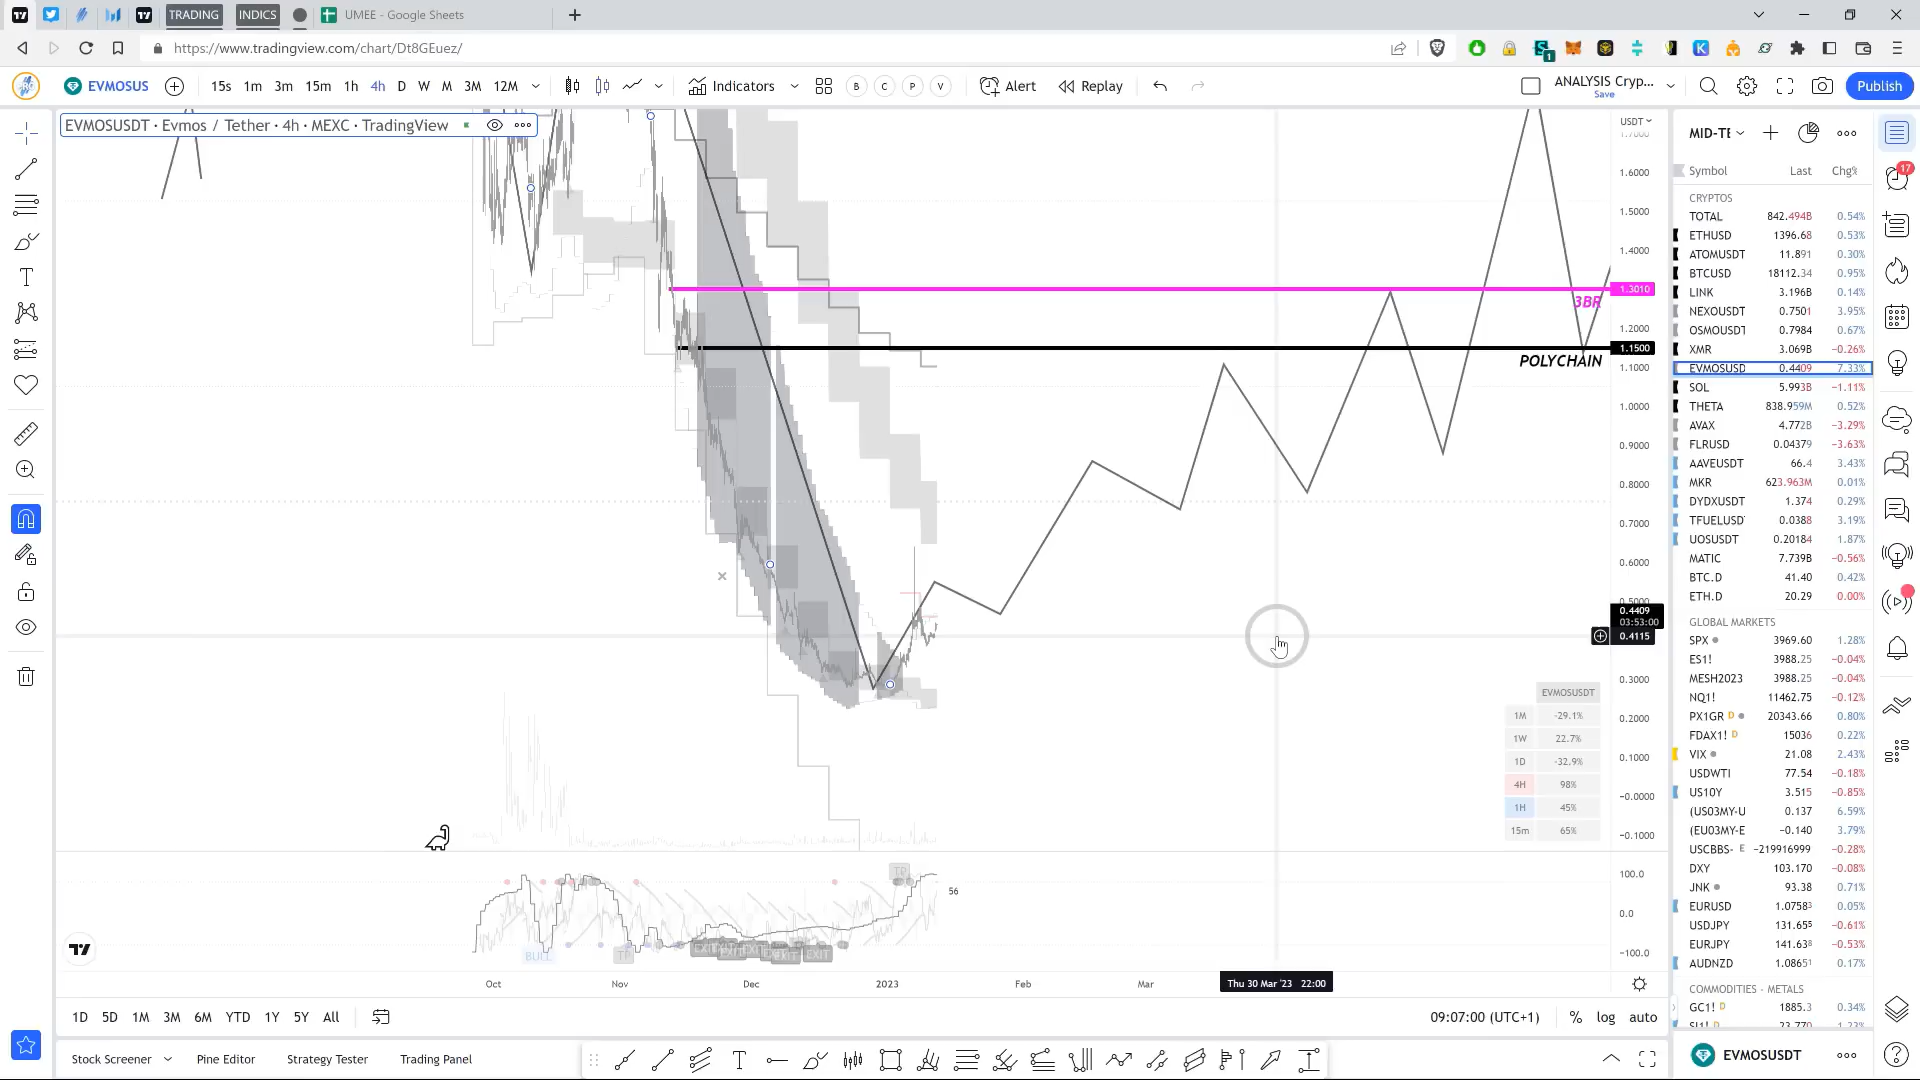 TRADING
INDICS
UMEE - Google Sheets
https://www.tradingview.com/chart/Dt8GEuez/
EVMOSUS
15s 1m 3m 15m 1h 4h D W M 3M 12M
Indicators
B C P V
Alert
Replay
ANALYSIS Cryp...
Save
Publish
EVMOSUSDT · Evmos / Tether · 4h · MEXC · TradingView
USDT
1.7000
1.6000
1.5000
1.4000
1.3010
3BR
1.2000
1.1500
POLYCHAIN
1.1000
1.0000
0.9000
0.8000
0.7000
0.6000
0.5000
0.4409
03:53:00
0.4115
0.3000
0.2000
0.1000
-0.0000
-0.1000
EVMOSUSDT
1M -29.1%
1W 22.7%
1D -32,9%
4H 98%
1H 45%
15m 65%
100.0
0.0
-100.0
56
TP
BULL
TP
EXIT
EXIT
EXIT
Oct Nov Dec 2023 Feb Mar
Thu 30 Mar '23 22:00
1D 5D 1M 3M 6M YTD 1Y 5Y All
09:07:00 (UTC+1)
% log auto
Stock Screener
Pine Editor
Strategy Tester
Trading Panel
MID-TE
Symbol Last Chg%
CRYPTOS
TOTAL 842.494B 0.54%
ETHUSD 1396.68 0.53%
ATOMUSDT 11.891 0.30%
BTCUSD 18112.34 0.95%
LINK 3.196B 0.14%
NEXOUSDT 0.7501 3.95%
OSMOUSDT 0.7984 0.67%
XMR 3.069B -0.26%
EVMOSUSD 0.4409 7.33%
SOL 5.993B -1.11%
THETA 838.959M 0.52%
AVAX 4.772B -3.29%
FLRUSD 0.04379 -3.63%
AAVEUSDT 66.4 3.43%
MKR 623.963M 0.01%
DYDXUSDT 1.374 0.29%
TFUELUSD 0.0388 3.19%
UOSUSDT 0.20184 1.87%
MATIC 7.739B -0.56%
BTC.D 41.40 0.42%
ETH.D 20.29 0.00%
GLOBAL MARKETS
SPX 3969.60 1.28%
ES1! 3988.25 -0.04%
MESH2023 3988.25 -0.04%
NQ1! 11462.75 -0.12%
PX1GR D 20343.66 0.80%
FDAX1! D 15036 0.22%
VIX 21.08 2.43%
USDWTI 77.54 -0.18%
US10Y 3.515 -0.85%
(US03MY-U 0.137 6.59%
(EU03MY-E -0.140 3.79%
USCBBS- E -219916999 -0.28%
DXY 103.170 -0.08%
JNK 93.38 0.71%
EURUSD 1.07583 0.05%
USDJPY 131.655 -0.61%
EURJPY 141.638 -0.53%
AUDNZD 1.08651 0.17%
COMMODITIES - METALS
GC1! D 1885.3 0.34%
EVMOSUSDT
17
1